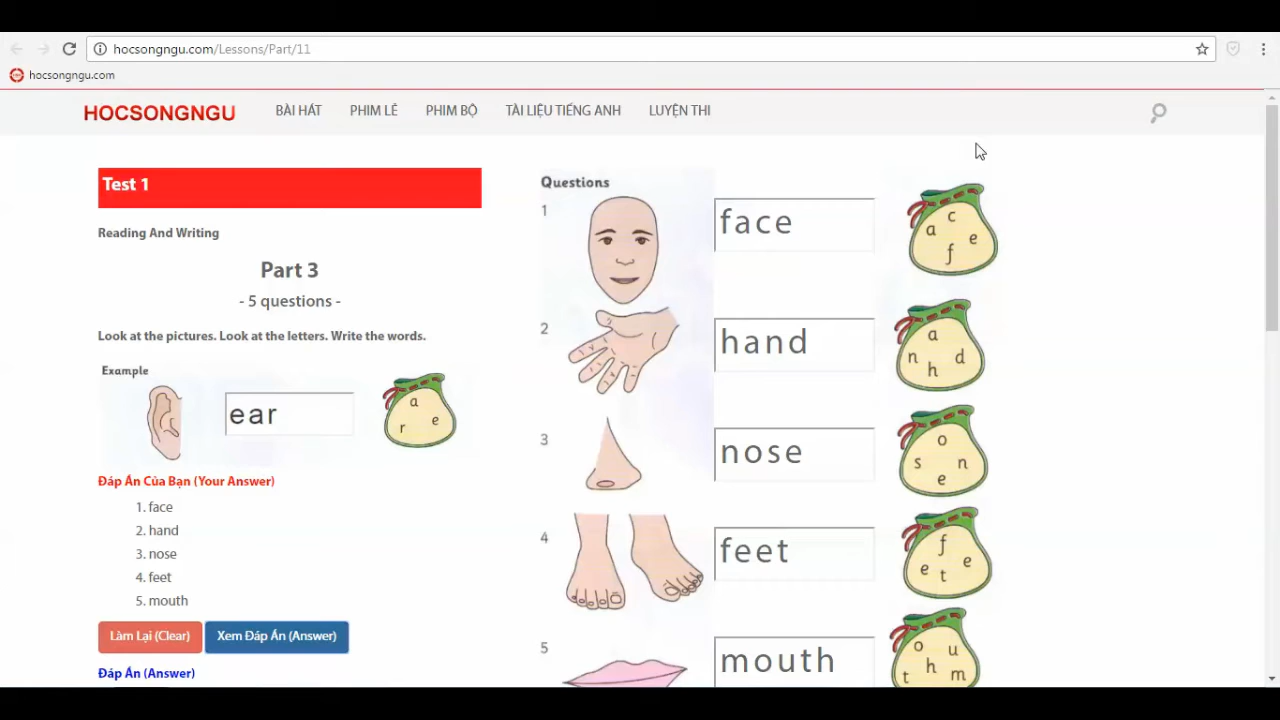 hocsongngu.com/Lessons/Part/11
hocsongngu.com
HOCSONGNGU BÀI HÁT PHIM LẺ PHIM BỘ TÀI LIỆU TIẾNG ANH LUYỆN THI
Test 1
Reading And Writing
Part 3
- 5 questions -
Look at the pictures. Look at the letters. Write the words.
Example
ear
a
r e
Đáp Án Của Bạn (Your Answer)
1. face
2. hand
3. nose
4. feet
5. mouth
Làm Lại (Clear) Xem Đáp Án (Answer)
Đáp Án (Answer)
Questions
1 face
c
a e
f
2 hand
a
n d
h
3 nose
o
s n
e
4 feet
f
e e
t
5 mouth
o u
h
t m